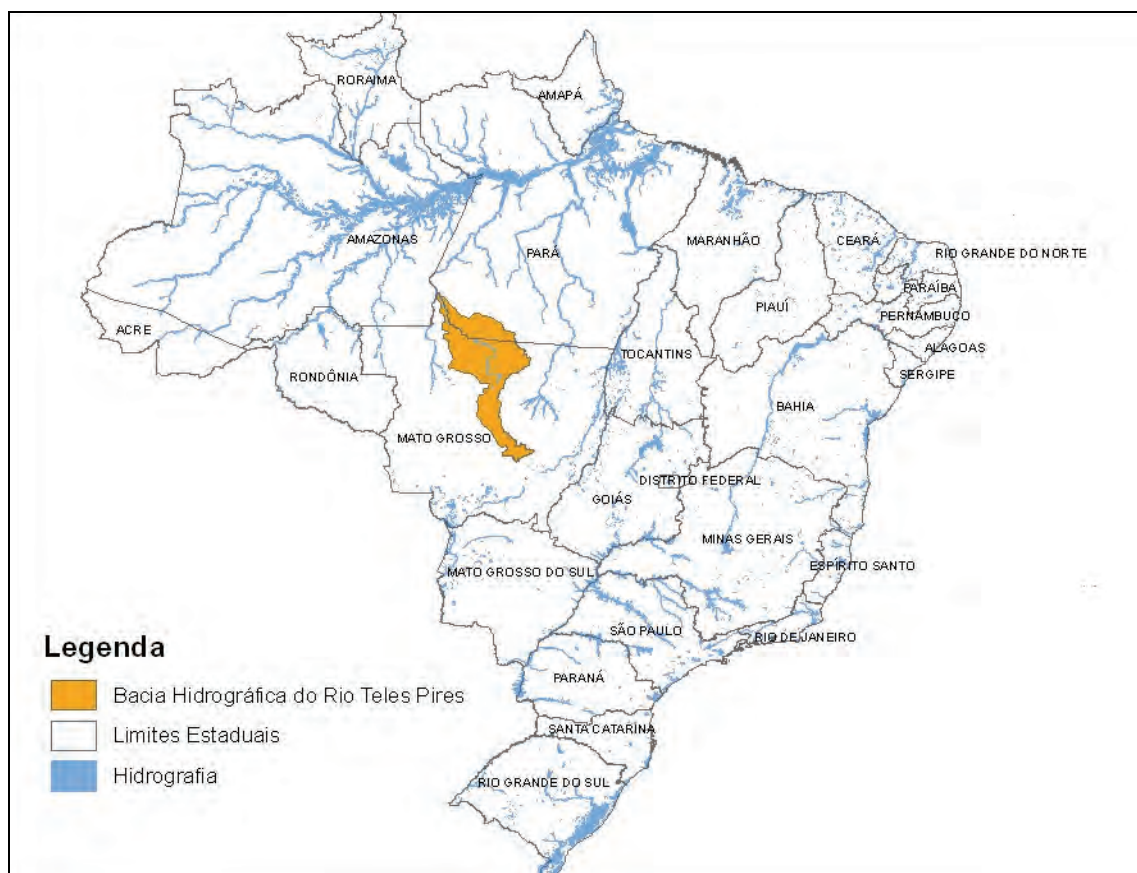 RORAIMA
AMAPÁ
AMAZONAS
PARÁ
MARANHÃO
CEARÁ
RIO GRANDE DO NORTE
PARAÍBA
PIAUÍ
PERNÂMBUCO
ACRE
TOCANTINS
ALAGOAS
RONDÔNIA
SERGIPE
BAHIA
MATO GROSSO
DISTRITO FEDERAL
GOIÁS
MINAS GERAIS
ESPÍRITO SANTO
MATO GROSSO DO SUL
SÃO PAULO
RIO DE JANEIRO
PARANÁ
SANTA CATARINA
RIO GRANDE DO SUL
Legenda
Bacia Hidrográfica do Rio Teles Pires
Limites Estaduais
Hidrografia